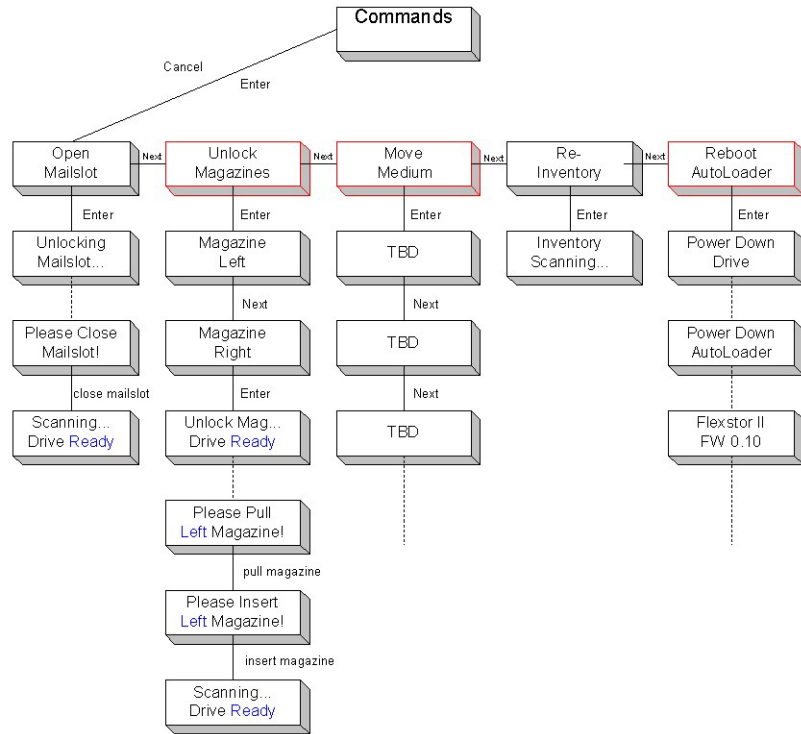 Commands
Cancel
Enter
Open
Mailslot
Next
Unlock
Magazines
Next
Move
Medium
Next
Re-
Inventory
Next
Reboot
AutoLoader
Enter
Enter
Enter
Enter
Enter
Unlocking
Mailslot...
Magazine
Left
TBD
Inventory
Scanning...
Power Down
Drive
Next
Next
Please Close
Mailslot!
Magazine
Right
TBD
Power Down
AutoLoader
close mailslot
Enter
Next
Scanning...
Drive Ready
Unlock Mag...
Drive Ready
TBD
Flexstor II
FW 0.10
Please Pull
Left Magazine!
pull magazine
Please Insert
Left Magazine!
insert magazine
Scanning...
Drive Ready